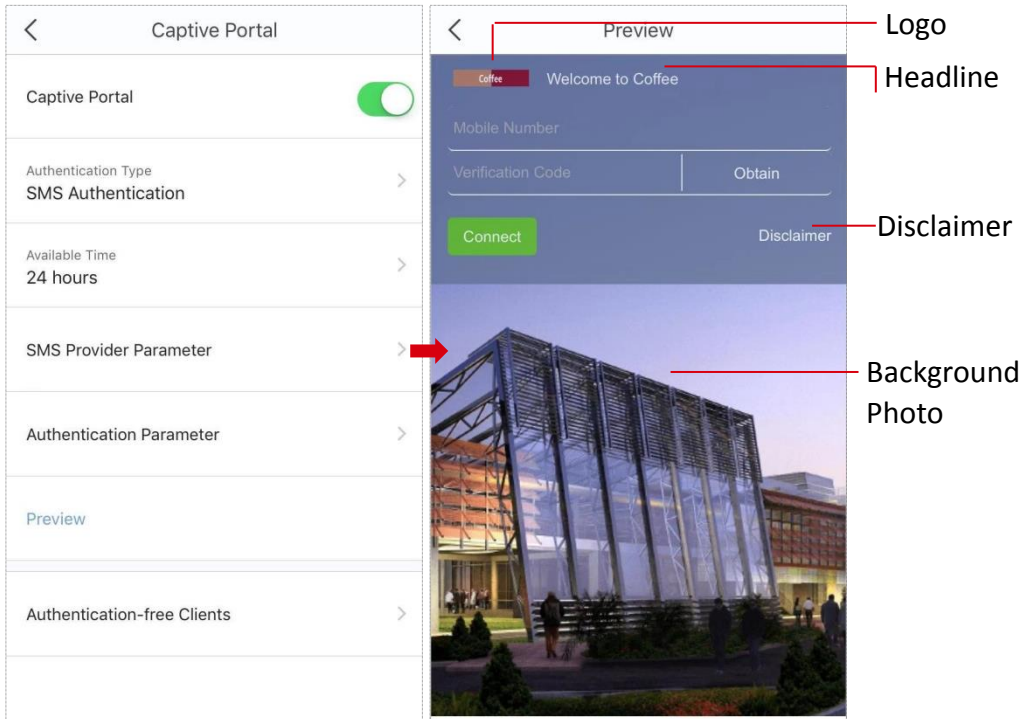 Captive Portal
Captive Portal
Authentication Type
SMS Authentication
Available Time
24 hours
SMS Provider Parameter
Authentication Parameter
Preview
Authentication-free Clients
Preview
Coffee
Welcome to Coffee
Mobile Number
Verification Code
Obtain
Connect
Disclaimer
Logo
Headline
Disclaimer
Background
Photo